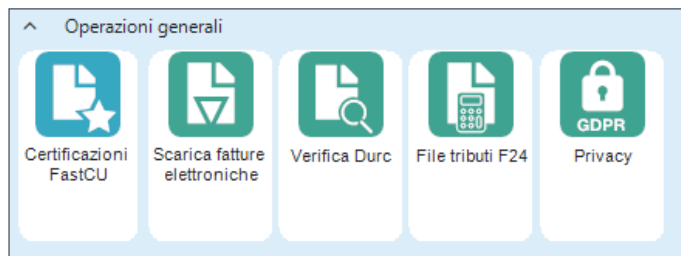 Operazioni generali
Certificazioni
FastCU
Scarica fatture
elettroniche
Verifica Durc
File tributi F24
GDPR
Privacy